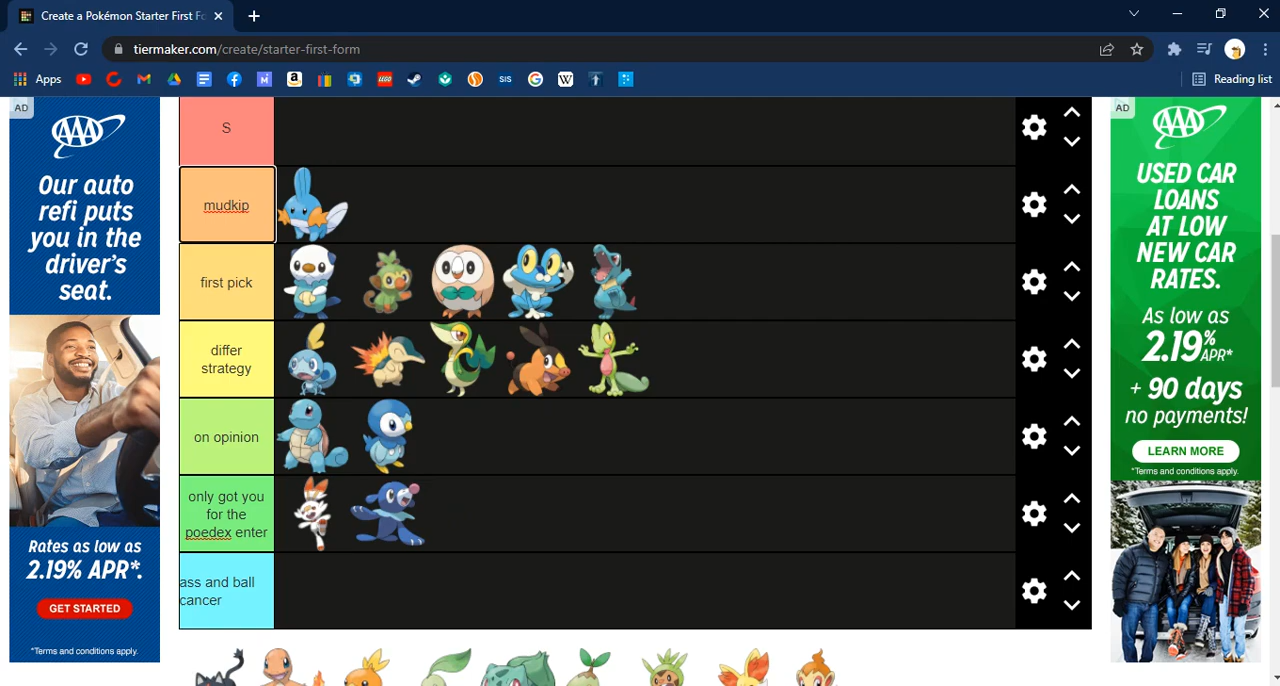 Create a Pokémon Starter First Fo
tiermaker.com/create/starter-first-form
Apps
M
LEGO
SIS
G
W
Reading list
AD
AAA
Our auto
refi puts
you in the
driver's
seat.
Rates as low as
2.19% APR*.
GET STARTED
*Terms and conditions apply.
S
mudkip
first pick
differ
strategy
on opinion
only got you
for the
poedex enter
ass and ball
cancer
AD
AAA
USED CAR
LOANS
AT LOW
NEW CAR
RATES.
As low as
2.19% APR*
+ 90 days
no payments!
LEARN MORE
*Terms and conditions apply.